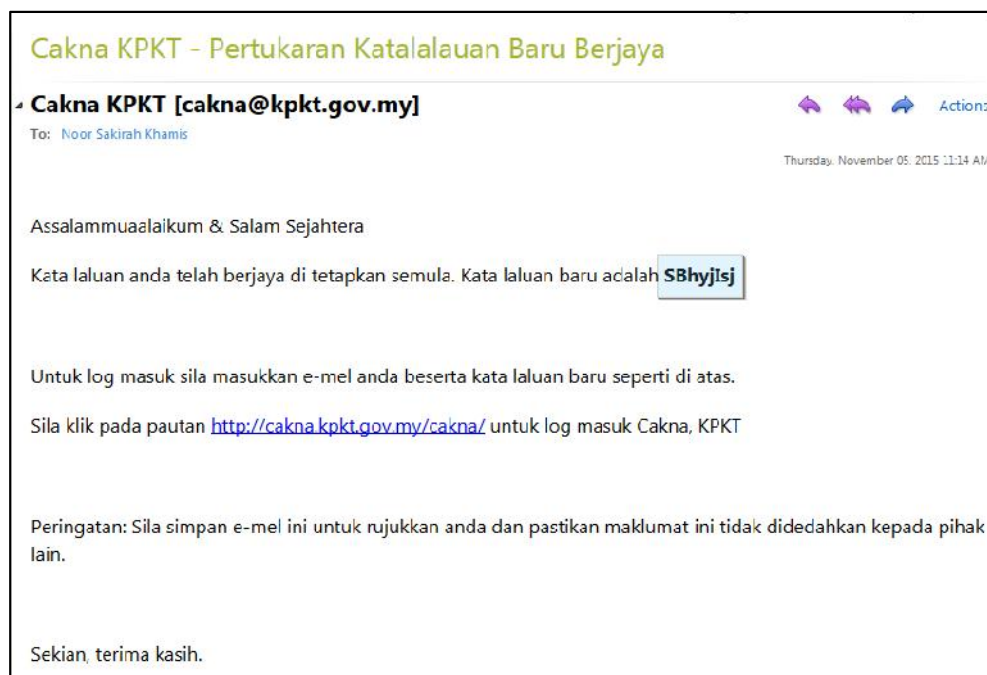 Cakna KPKT - Pertukaran Katalalauan Baru Berjaya
Cakna KPKT [cakna@kpkt.gov.my]
Actions
To: Noor Sakirah Khamis
Thursday, November 05, 2015 11:14 AM
Assalammuaalaikum & Salam Sejahtera
Kata laluan anda telah berjaya di tetapkan semula. Kata laluan baru adalah SBhyjIsj
Untuk log masuk sila masukkan e-mel anda beserta kata laluan baru seperti di atas.
Sila klik pada pautan http://cakna.kpkt.gov.my/cakna/ untuk log masuk Cakna, KPKT
Peringatan: Sila simpan e-mel ini untuk rujukkan anda dan pastikan maklumat ini tidak didedahkan kepada pihak
lain.
Sekian, terima kasih.